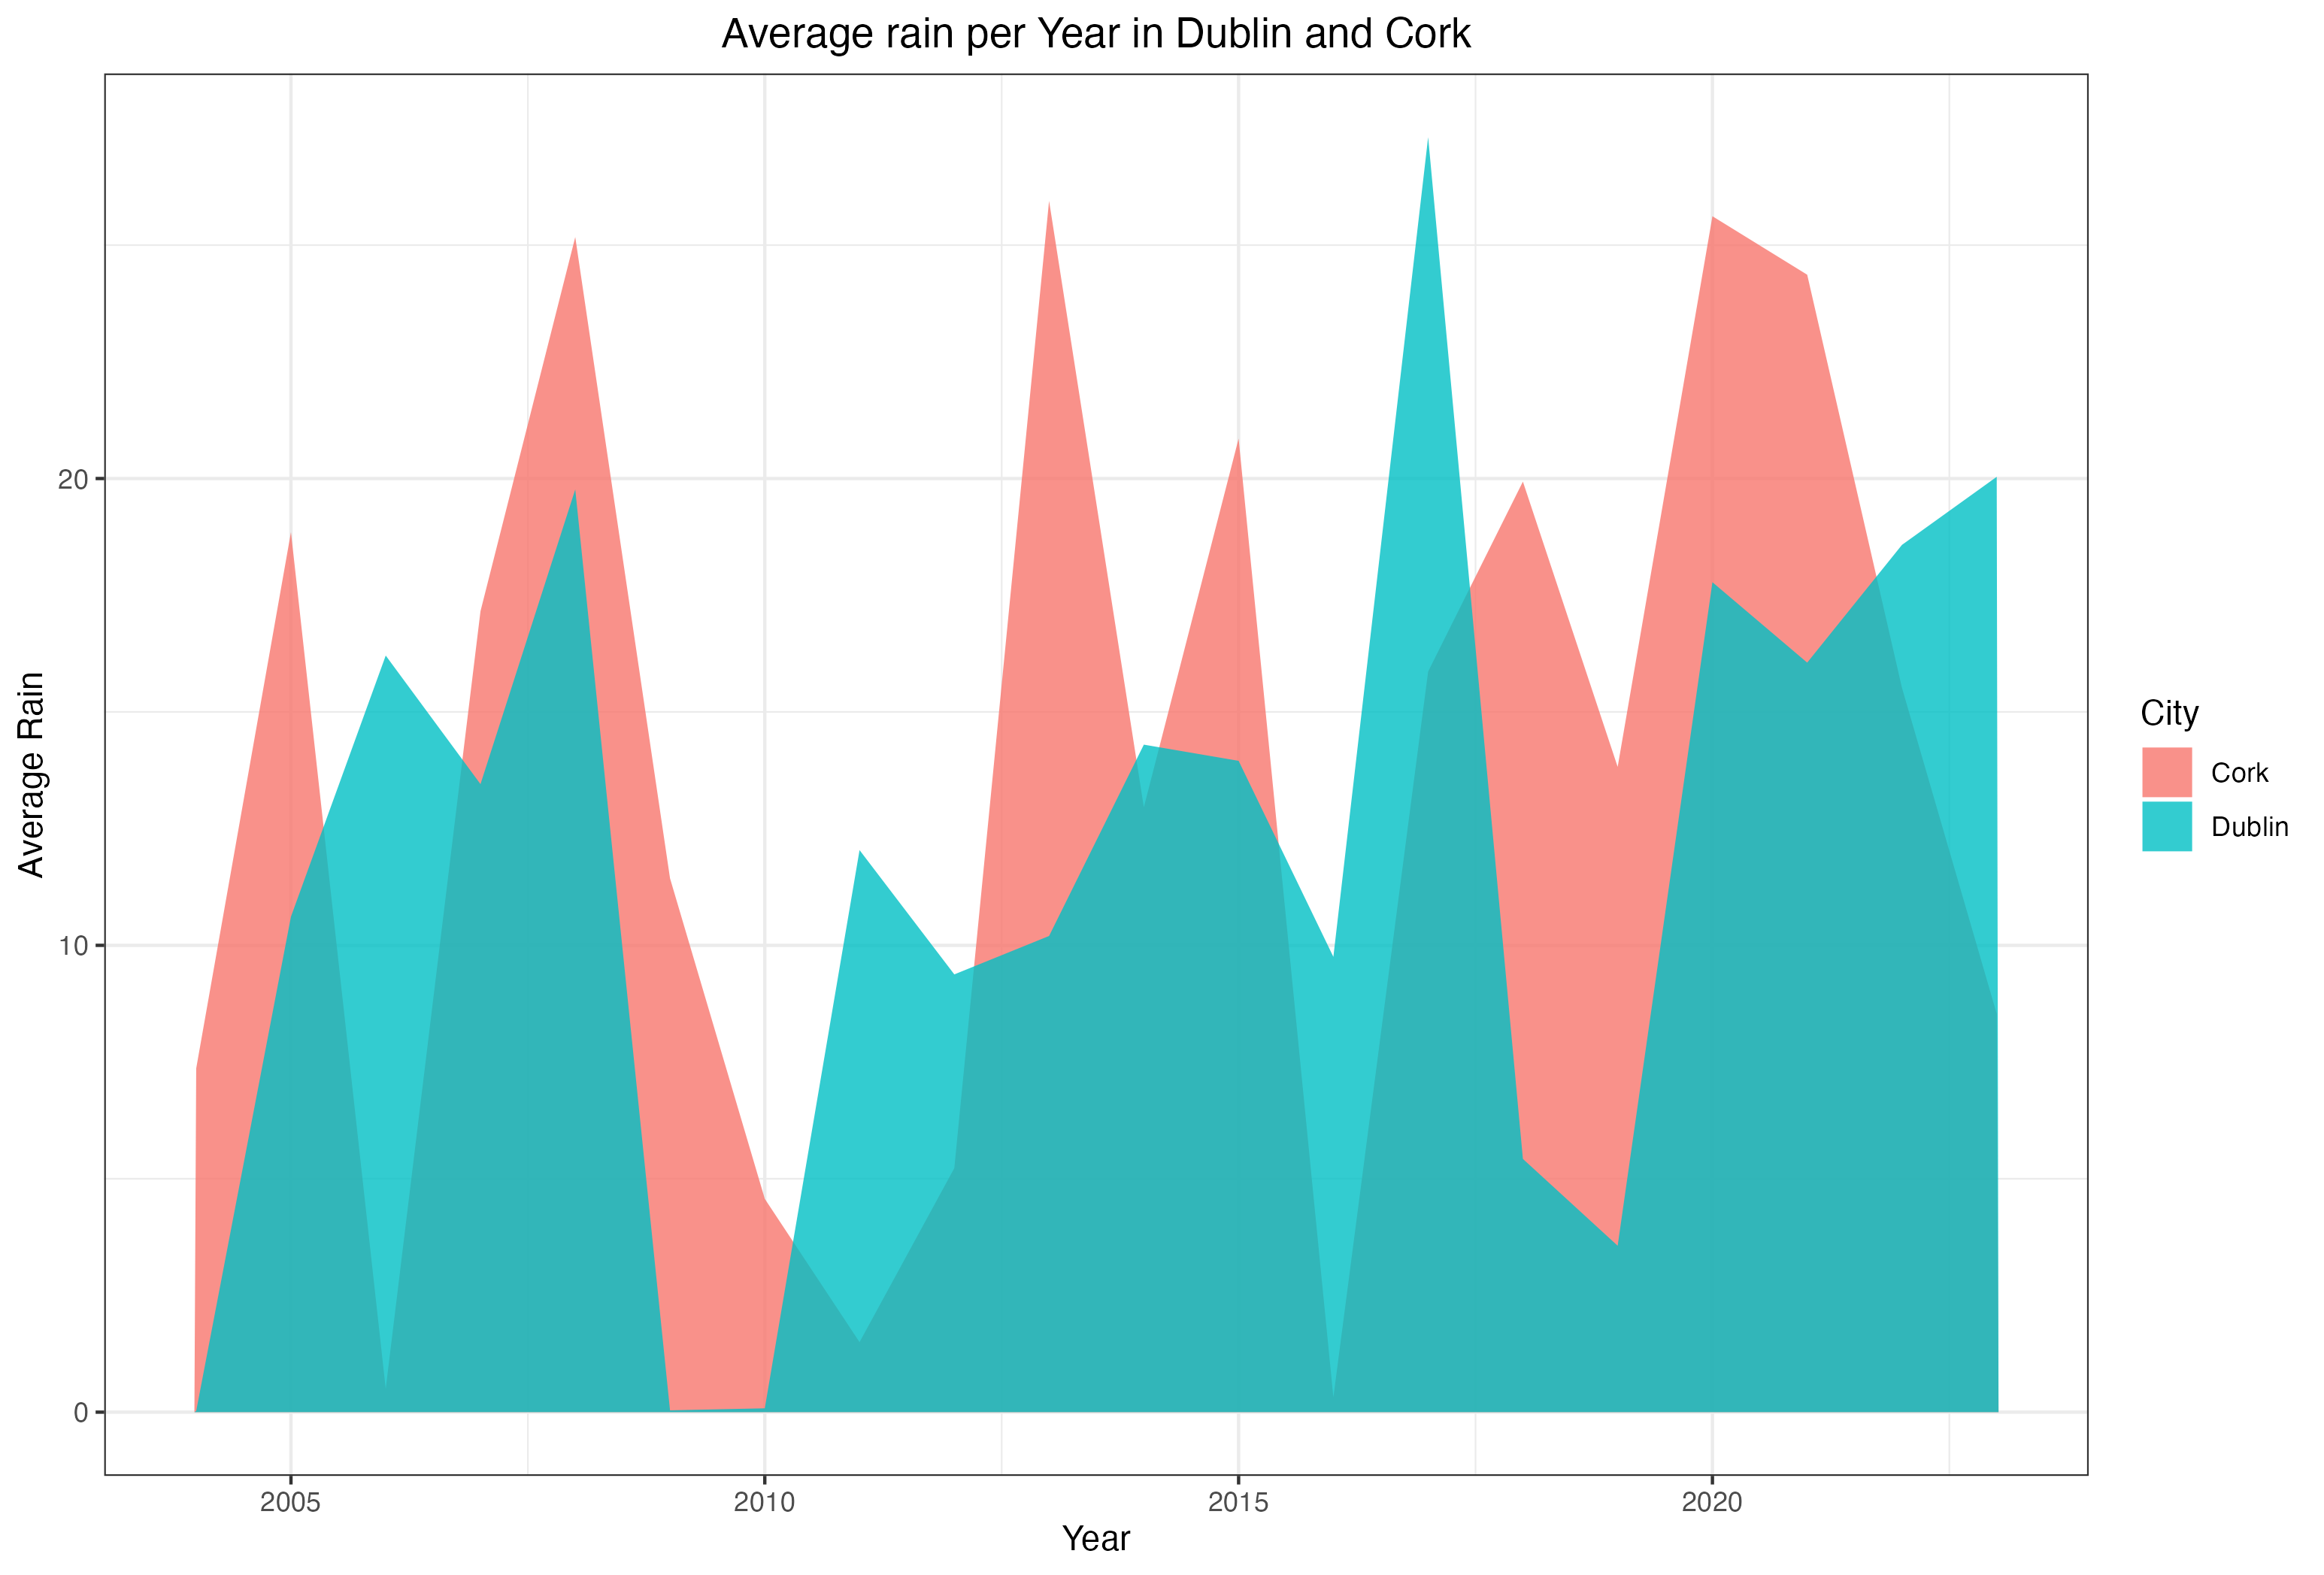 Average rain per Year in Dublin and Cork
Average Rain
20
10
0
2005 2010 2015 2020
Year
City
Cork
Dublin